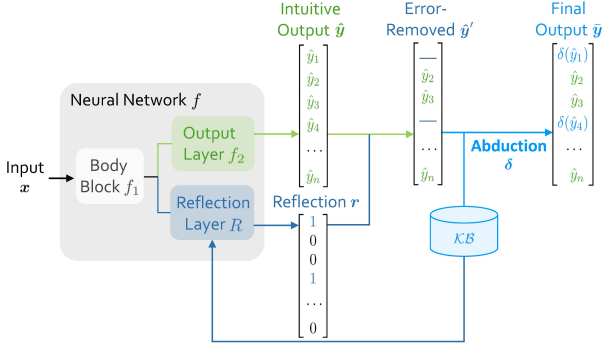 Intuitive
Output ŷ
Error-
Removed ŷ′
Final
Output ȳ
ŷ₁
ŷ₂
ŷ₃
ŷ₄
...
ŷₙ
—
ŷ₂
ŷ₃
—
...
ŷₙ
δ(ŷ₁)
ŷ₂
ŷ₃
δ(ŷ₄)
...
ŷₙ
Neural Network f
Input
x
Body
Block f₁
Output
Layer f₂
Reflection
Layer R
Reflection r
1
0
0
1
...
0
Abduction
δ
KB